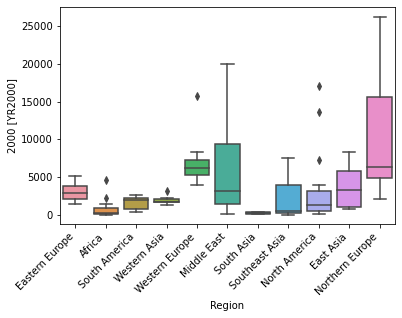 25000
20000
15000
10000
5000
0
2000 [YR2000]
Eastern Europe
Africa
South America
Western Asia
Western Europe
Middle East
South Asia
Southeast Asia
North America
East Asia
Northern Europe
Region